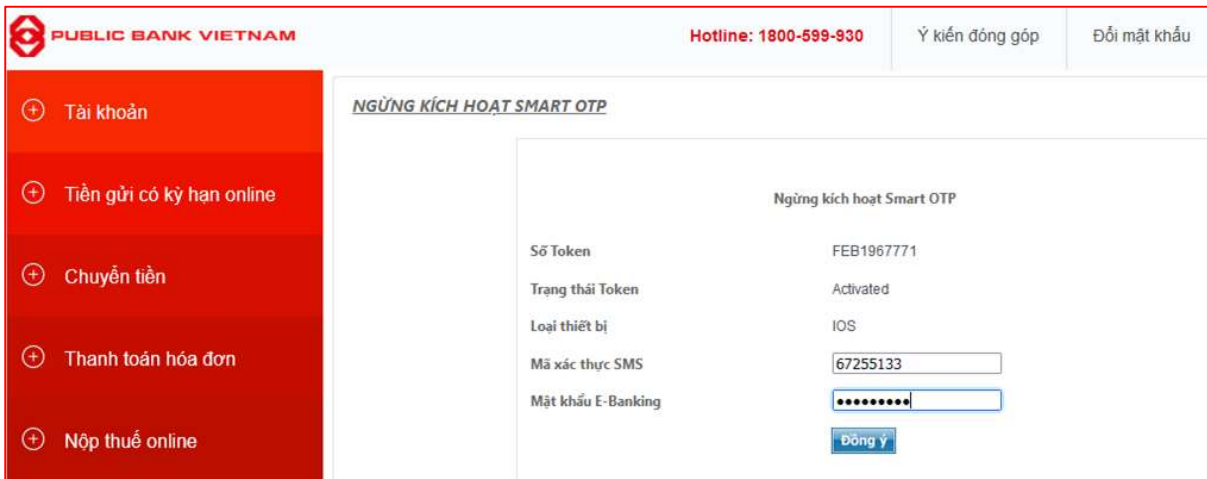 PUBLIC BANK VIETNAM
Hotline: 1800-599-930
Ý kiến đóng góp
Đổi mật khẩu
Tài khoản
Tiền gửi có kỳ hạn online
Chuyển tiền
Thanh toán hóa đơn
Nộp thuế online
NGỪNG KÍCH HOẠT SMART OTP
Ngừng kích hoạt Smart OTP
Số Token FEB1967771
Trạng thái Token Activated
Loại thiết bị IOS
Mã xác thực SMS 67255133
Mật khẩu E-Banking •••••••••
Đồng ý